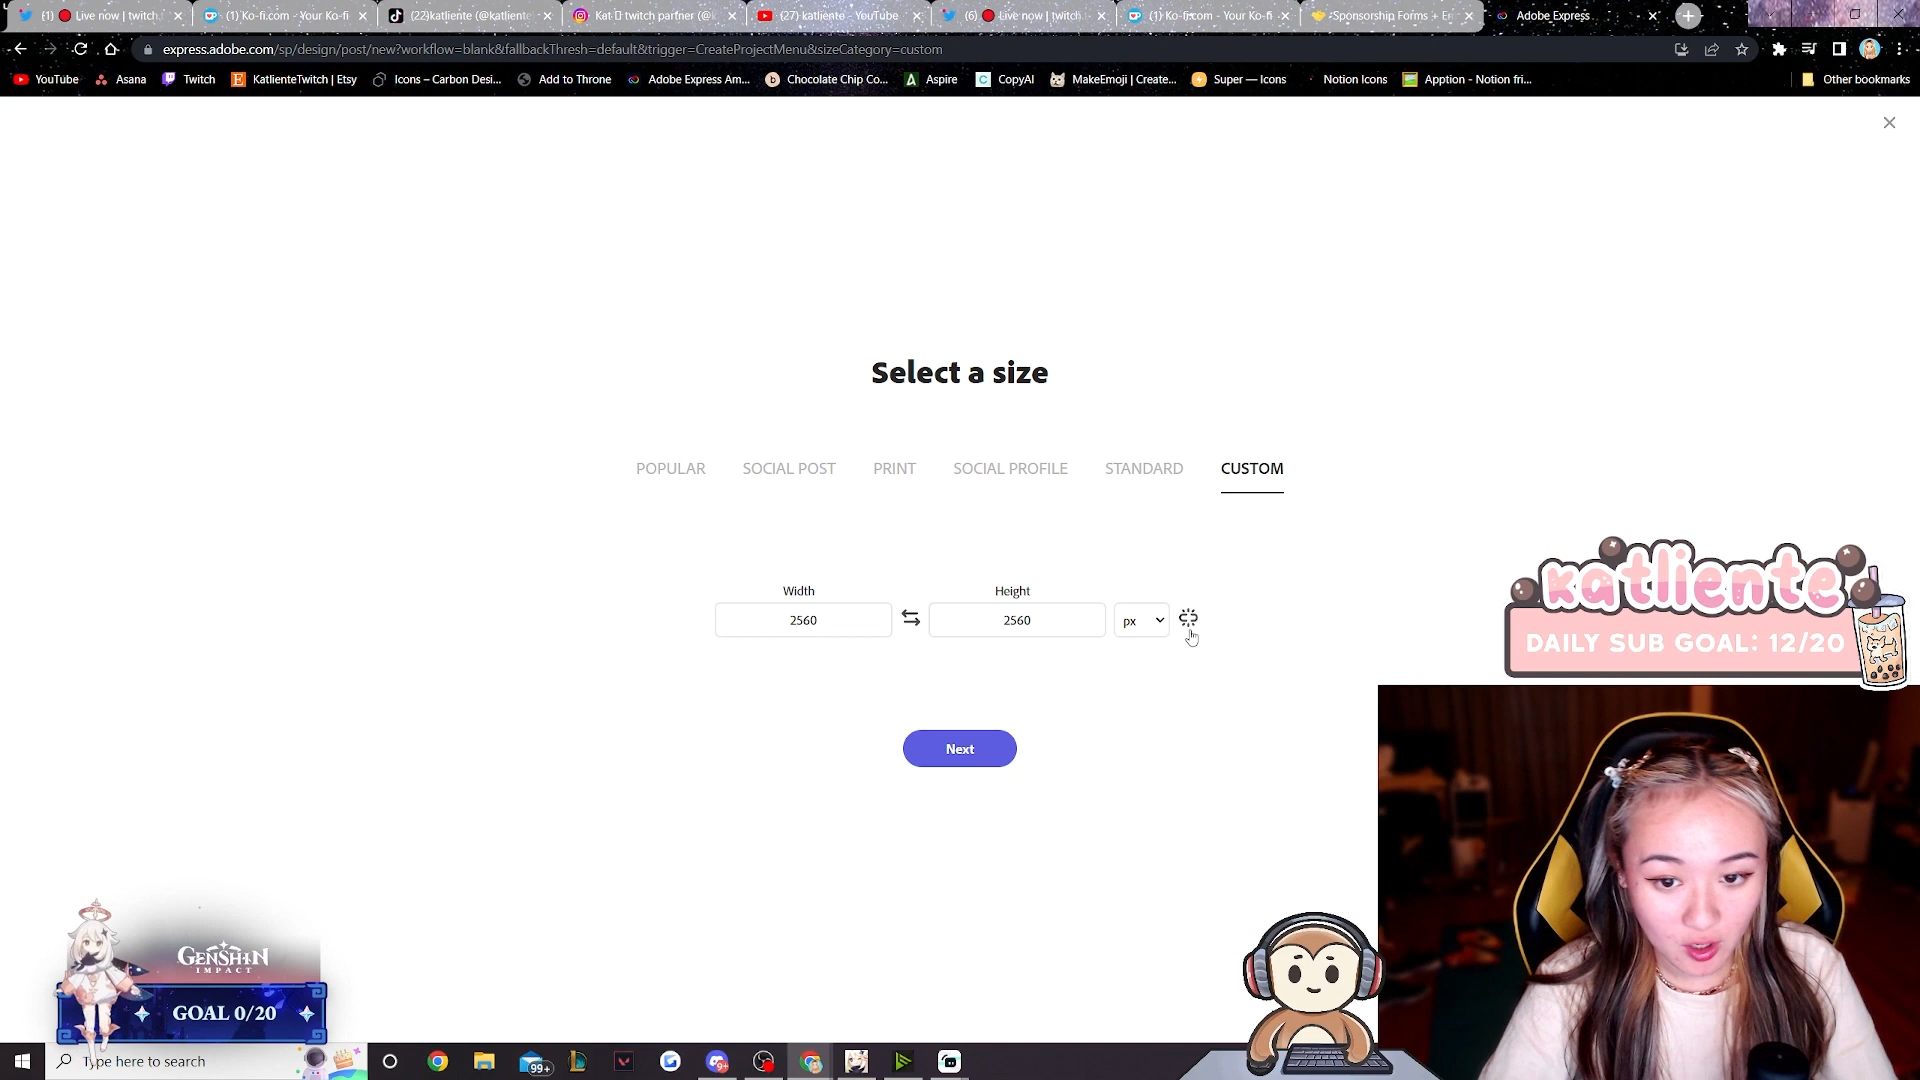 (1) 🔴 Live now | twitch.
(1) Ko-fi.com - Your Ko-fi
(22) katliente (@katliente
Kat twitch partner (@k
(27) katliente - YouTube
(6) 🔴 Live now | twitch
(1) Ko-fi.com - Your Ko-fi
Sponsorship Forms + Er
Adobe Express
express.adobe.com/sp/design/post/new?workflow=blank&fallbackThresh=default&trigger=CreateProjectMenu&sizeCategory=custom
YouTube
Asana
Twitch
KatlienteTwitch | Etsy
Icons – Carbon Desi...
Add to Throne
Adobe Express Am...
Chocolate Chip Co...
Aspire
CopyAI
MakeEmoji | Create...
Super — Icons
Notion Icons
Apption - Notion fri...
Other bookmarks
Select a size
POPULAR
SOCIAL POST
PRINT
SOCIAL PROFILE
STANDARD
CUSTOM
Width
Height
2560
2560
px
Next
katliente
DAILY SUB GOAL: 12/20
GENSHIN
IMPACT
GOAL 0/20
Type here to search
99+
9+